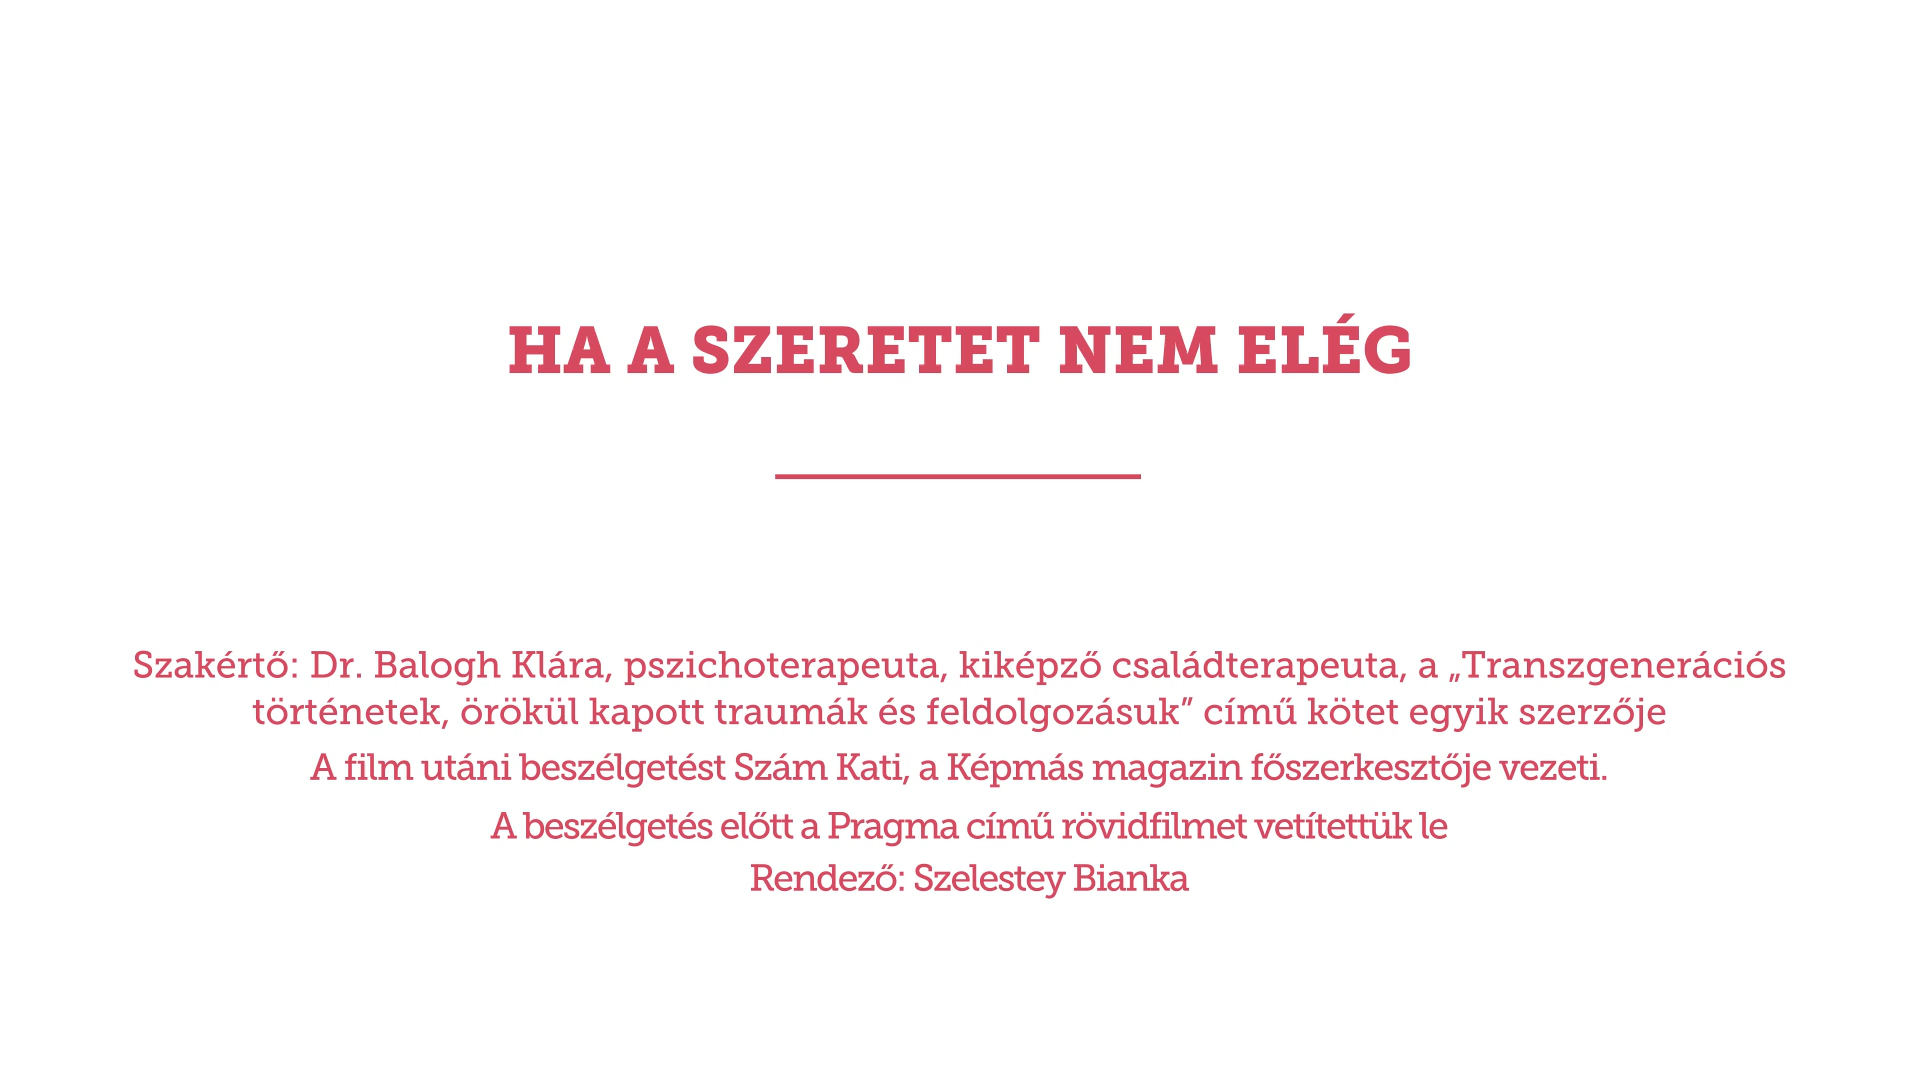 HA A SZERETET NEM ELÉG
Szakértő: Dr. Balogh Klára, pszichoterapeuta, kiképző családterapeuta, a „Transzgenerációs
történetek, örökül kapott traumák és feldolgozásuk” című kötet egyik szerzője
A film utáni beszélgetést Szám Kati, a Képmás magazin főszerkesztője vezeti.
A beszélgetés előtt a Pragma című rövidfilmet vetítettük le
Rendező: Szelestey Bianka